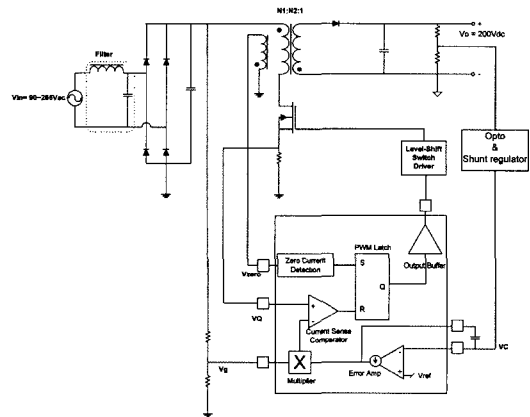 N1:N2:1
Vo = 200Vdc
+
-
Filter
Vin= 90~265Vac
Opto
&
Shunt regulator
Level-Shift
Switch
Driver
PWM Latch
Zero Current
Detection
S
Q
R
Output Buffer
Vzero
VQ
+
-
Current Sense
Comparator
Vg
X
Multiplier
Error Amp
-
+
Vref
VC